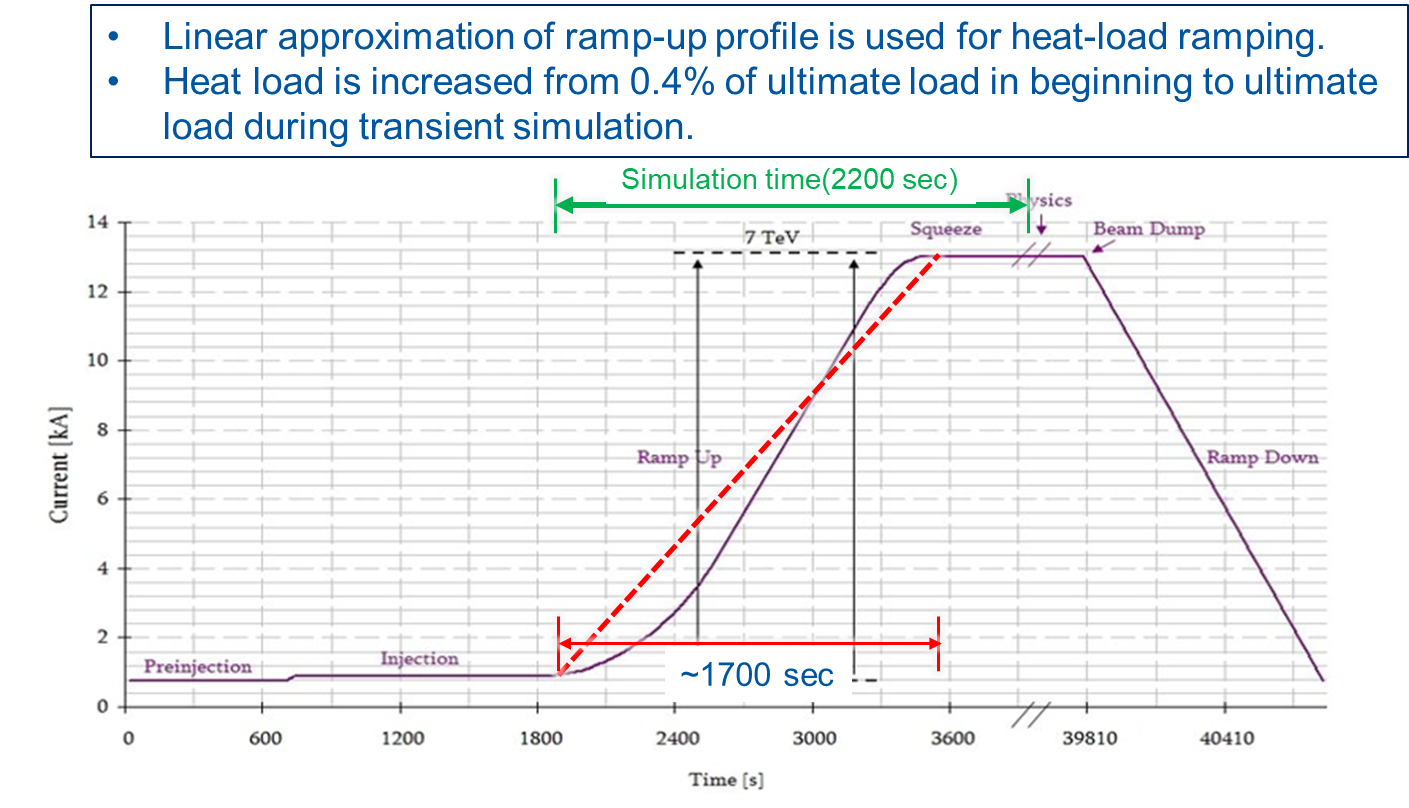 • Linear approximation of ramp-up profile is used for heat-load ramping.
• Heat load is increased from 0.4% of ultimate load in beginning to ultimate
load during transient simulation.
Simulation time(2200 sec)
Physics
Squeeze
Beam Dump
7 TeV
14
12
10
8
6
4
2
0
Current [kA]
Ramp Up
Ramp Down
Preinjection
Injection
~1700 sec
0 600 1200 1800 2400 3000 3600 39810 40410
Time [s]